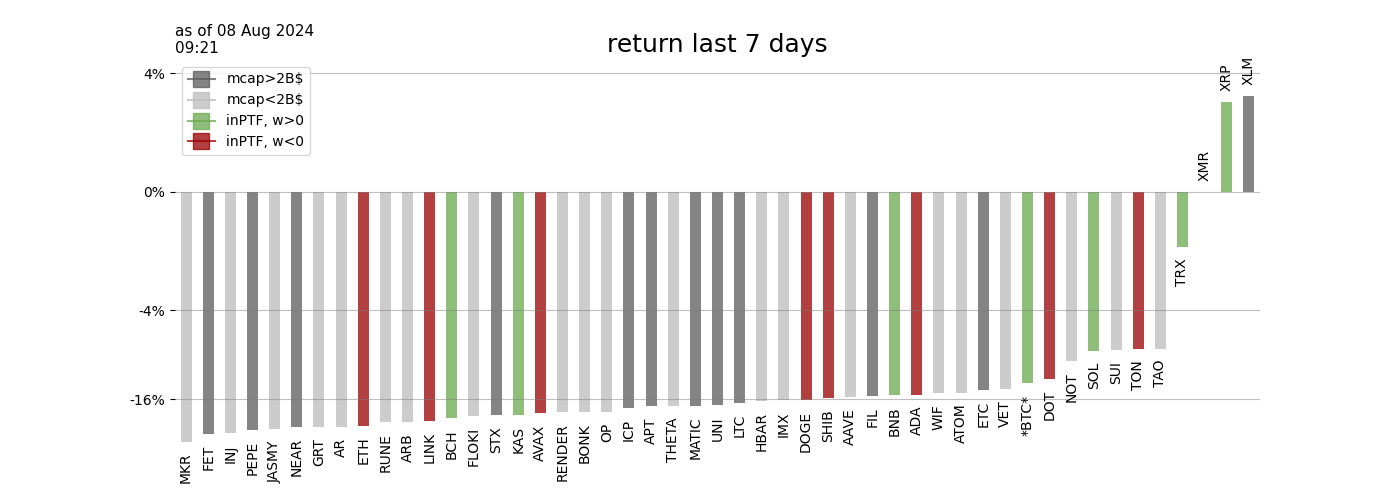 as of 08 Aug 2024
09:21
return last 7 days
mcap>2B$
mcap<2B$
inPTF, w>0
inPTF, w<0
4%
0%
-4%
-16%
MKR
FET
INJ
PEPE
JASMY
NEAR
GRT
AR
ETH
RUNE
ARB
LINK
BCH
FLOKI
STX
KAS
AVAX
RENDER
BONK
OP
ICP
APT
THETA
MATIC
UNI
LTC
HBAR
IMX
DOGE
SHIB
AAVE
FIL
BNB
ADA
WIF
ATOM
ETC
VET
*BTC*
DOT
NOT
SOL
SUI
TON
TAO
TRX
XMR
XRP
XLM